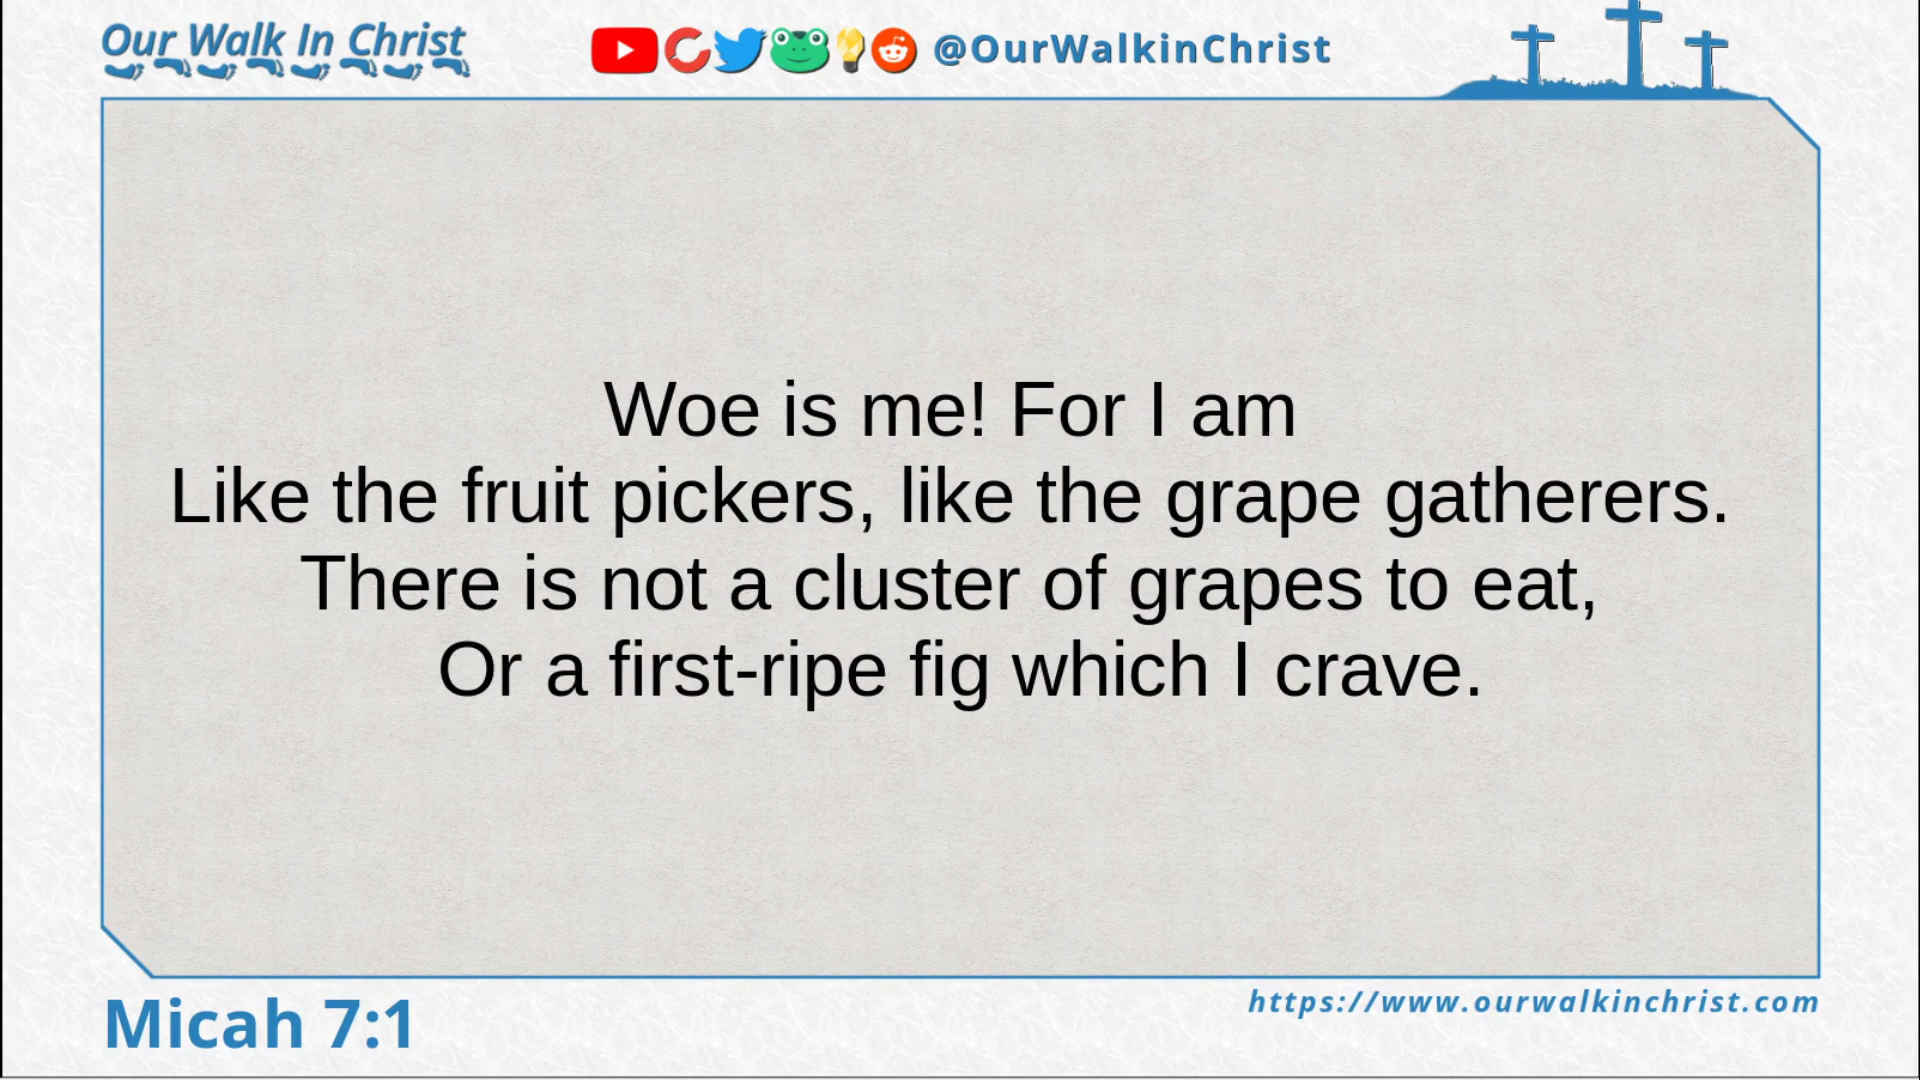 Our Walk In Christ
@OurWalkinChrist
Woe is me! For I am
Like the fruit pickers, like the grape gatherers.
There is not a cluster of grapes to eat,
Or a first-ripe fig which I crave.
Micah 7:1
https://www.ourwalkinchrist.com